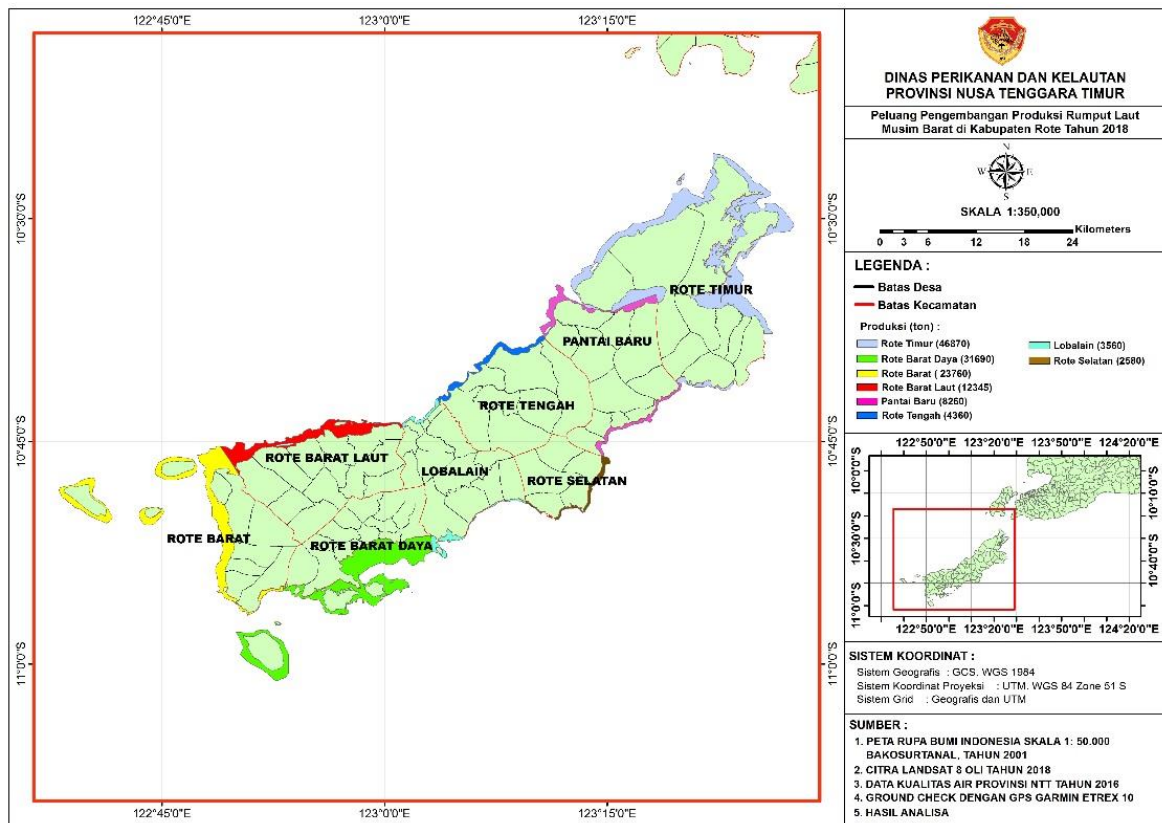 122°45'0"E
123°0'0"E
123°15'0"E
10°30'0"S
10°45'0"S
11°0'0"S
10°30'0"S
10°45'0"S
11°0'0"S
122°45'0"E
123°0'0"E
123°15'0"E
ROTE TIMUR
PANTAI BARU
ROTE TENGAH
ROTE BARAT LAUT
LOBALAIN
ROTE SELATAN
ROTE BARAT
ROTE BARAT DAYA
DINAS PERIKANAN DAN KELAUTAN
PROVINSI NUSA TENGGARA TIMUR
Peluang Pengembangan Produksi Rumput Laut
Musim Barat di Kabupaten Rote Tahun 2018
N
W E
S
SKALA 1:350,000
Kilometers
0 3 6 12 18 24
LEGENDA :
Batas Desa
Batas Kecamatan
Produksi (ton) :
Rote Timur (46870)
Rote Barat Daya (31690)
Rote Barat ( 23760)
Rote Barat Laut (12345)
Pantai Baru (8260)
Rote Tengah (4360)
Lobalain (3560)
Rote Selatan (2580)
122°50'0"E 123°20'0"E 123°50'0"E 124°20'0"E
10°0'0"S
10°30'0"S
11°0'0"S
10°10'0"S
10°40'0"S
122°50'0"E 123°20'0"E 123°50'0"E 124°20'0"E
SISTEM KOORDINAT :
Sistem Geografis : GCS. WGS 1984
Sistem Koordinat Proyeksi : UTM. WGS 84 Zone 51 S
Sistem Grid : Geografis dan UTM
SUMBER :
1. PETA RUPA BUMI INDONESIA SKALA 1: 50.000
BAKOSURTANAL, TAHUN 2001
2. CITRA LANDSAT 8 OLI TAHUN 2018
3. DATA KUALITAS AIR PROVINSI NTT TAHUN 2016
4. GROUND CHECK DENGAN GPS GARMIN ETREX 10
5. HASIL ANALISA